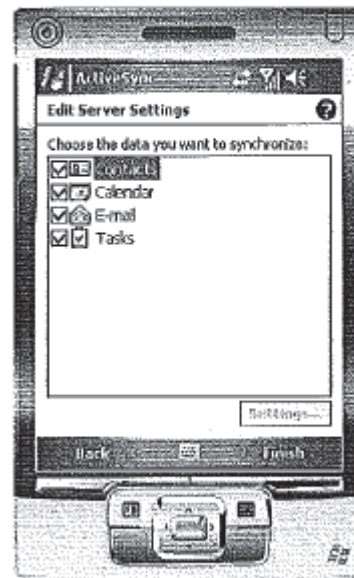 ActiveSync
Edit Server Settings
Choose the data you want to synchronize:
Contacts
Calendar
E-mail
Tasks
Settings...
Back
Finish